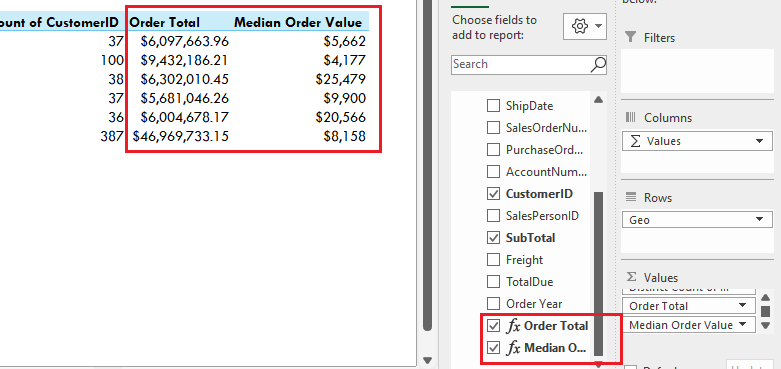 ount of CustomerID Order Total Median Order Value
37 $6,097,663.96 $5,662
100 $9,432,186.21 $4,177
38 $6,302,010.45 $25,479
37 $5,681,046.26 $9,900
36 $6,004,678.17 $20,566
387 $46,969,733.15 $8,158
Choose fields to
add to report:
Search
ShipDate
SalesOrderNu...
PurchaseOrd...
AccountNum...
CustomerID
SalesPersonID
SubTotal
Freight
TotalDue
Order Year
fx Order Total
fx Median O...
below.
Filters
Columns
Σ Values
Rows
Geo
Σ Values
Order Total
Median Order Value